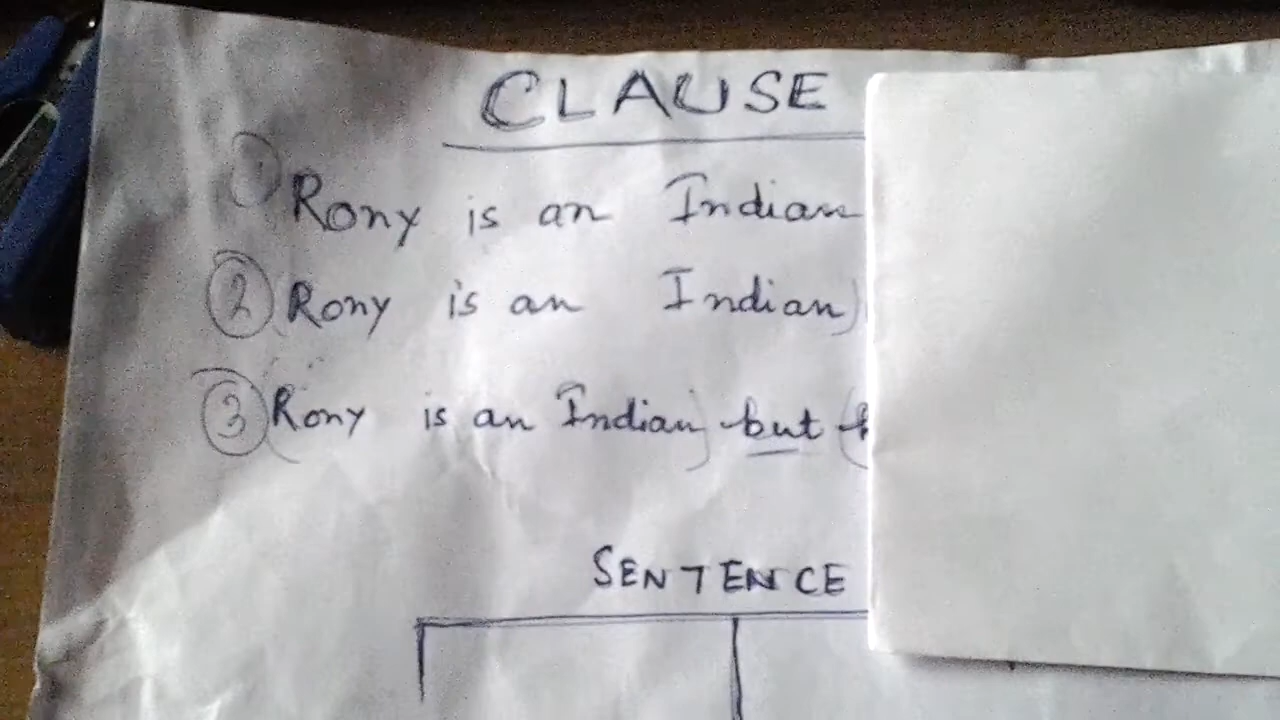 CLAUSE
1 Rony is an Indian
2 (Rony is an Indian)
3 (Rony is an Indian) but (
SENTENCE